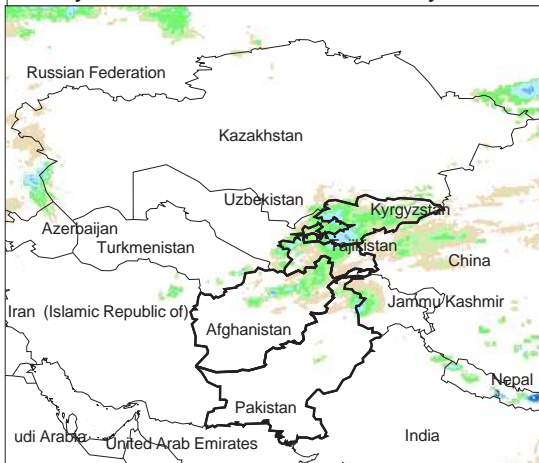 Russian Federation
Kazakhstan
Uzbekistan
Kyrgyzstan
Azerbaijan
Turkmenistan
Tajikistan
China
Iran (Islamic Republic of)
Jammu/Kashmir
Afghanistan
Nepal
Pakistan
udi Arabia
United Arab Emirates
India